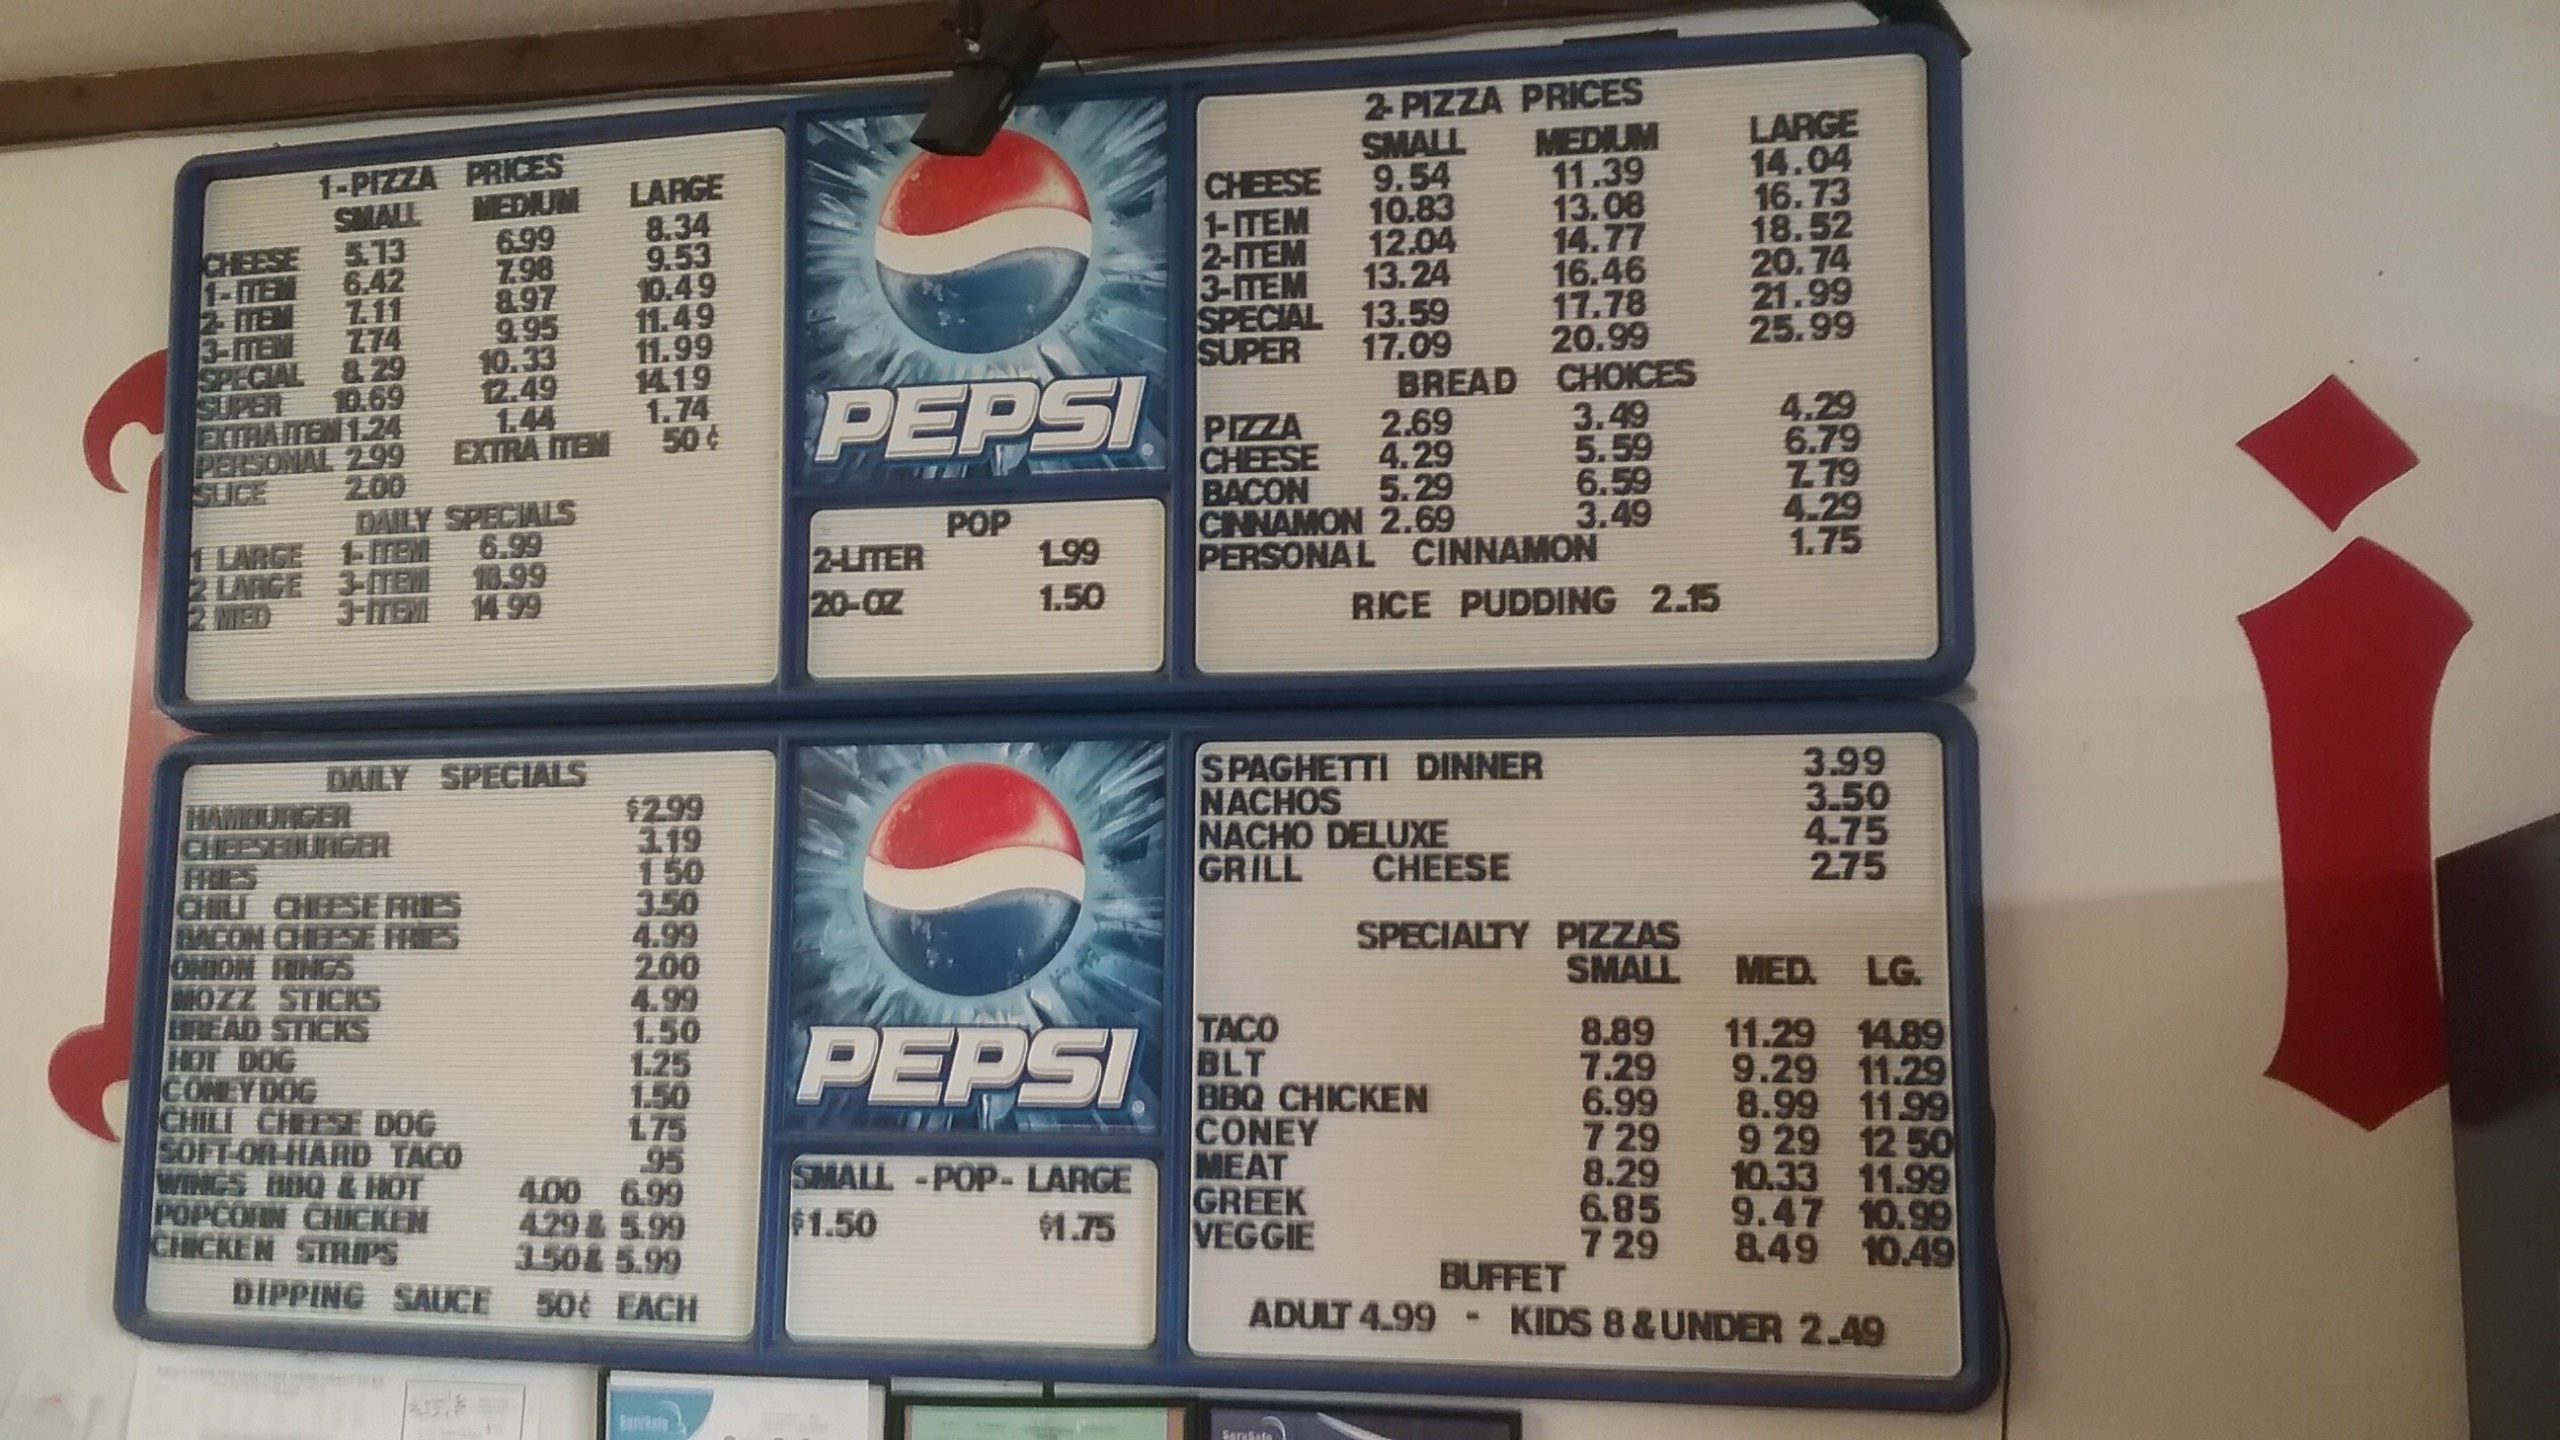 1-PIZZA PRICES
SMALL MEDIUM LARGE
CHEESE 5.73 6.99 8.34
1-ITEM 6.42 7.98 9.53
2-ITEM 7.11 8.97 10.49
3-ITEM 7.74 9.95 11.49
SPECIAL 8.29 10.33 11.99
SUPER 10.69 12.49 14.19
EXTRA ITEM 1.24 1.44 1.74
PERSONAL 2.99 EXTRA ITEM 50¢
SLICE 2.00
DAILY SPECIALS
1 LARGE 1-ITEM 6.99
2 LARGE 3-ITEM 18.99
2 MED 3-ITEM 14 99
PEPSI
POP
2-LITER 1.99
20-OZ 1.50
2-PIZZA PRICES
SMALL MEDIUM LARGE
CHEESE 9.54 11.39 14.04
1-ITEM 10.83 13.08 16.73
2-ITEM 12.04 14.77 18.52
3-ITEM 13.24 16.46 20.74
SPECIAL 13.59 17.78 21.99
SUPER 17.09 20.99 25.99
BREAD CHOICES
PIZZA 2.69 3.49 4.29
CHEESE 4.29 5.59 6.79
BACON 5.29 6.59 7.79
CINNAMON 2.69 3.49 4.29
PERSONAL CINNAMON 1.75
RICE PUDDING 2.15
DAILY SPECIALS
HAMBURGER $2.99
CHEESEBURGER 3.19
FRIES 1 50
CHILI CHEESE FRIES 3.50
BACON CHEESE FRIES 4.99
ONION RINGS 2.00
MOZZ STICKS 4.99
BREAD STICKS 1.50
HOT DOG 1.25
CONEY DOG 1.50
CHILI CHEESE DOG 1.75
SOFT-OR-HARD TACO .95
WINGS BBQ & HOT 4.00 6.99
POPCORN CHICKEN 4.29 & 5.99
CHICKEN STRIPS 3.50 & 5.99
DIPPING SAUCE 50¢ EACH
PEPSI
SMALL -POP- LARGE
$1.50 $1.75
SPAGHETTI DINNER 3.99
NACHOS 3.50
NACHO DELUXE 4.75
GRILL CHEESE 2.75
SPECIALTY PIZZAS
SMALL MED. LG.
TACO 8.89 11.29 14.89
BLT 7.29 9.29 11.29
BBQ CHICKEN 6.99 8.99 11.99
CONEY 7 29 9 29 12 50
MEAT 8.29 10.33 11.99
GREEK 6.85 9.47 10.99
VEGGIE 7 29 8.49 10.49
BUFFET
ADULT 4.99 - KIDS 8 & UNDER 2.49
i
ServSafe
ServSafe